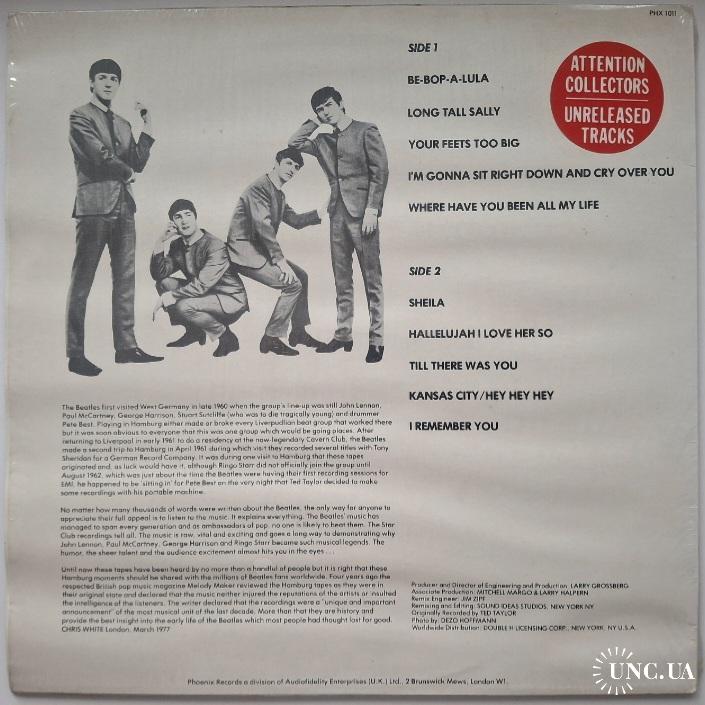 PHX 1011
SIDE 1
BE-BOP-A-LULA
LONG TALL SALLY
YOUR FEETS TOO BIG
I'M GONNA SIT RIGHT DOWN AND CRY OVER YOU
WHERE HAVE YOU BEEN ALL MY LIFE
ATTENTION
COLLECTORS
UNRELEASED
TRACKS
SIDE 2
SHEILA
HALLELUJAH I LOVE HER SO
TILL THERE WAS YOU
KANSAS CITY/HEY HEY HEY
I REMEMBER YOU
The Beatles first visited West Germany in late 1960 when the group's line-up was still John Lennon,
Paul McCartney, George Harrison, Stuart Sutcliffe (who was to die tragically young) and drummer
Pete Best. Playing in Hamburg either made or broke every Liverpudlian beat group that worked there
but it was soon obvious to everyone that this was one group which would be going places. After
returning to Liverpool in early 1961 to do a residency at the now-legendary Cavern Club, the Beatles
made a second trip to Hamburg in April 1961 during which visit they recorded several titles with Tony
Sheridan for a German Record Company. It was during one visit to Hamburg that these tapes
originated and, as luck would have it, although Ringo Starr did not officially join the group until
August 1962, which was just about the time the Beatles were having their first recording sessions for
EMI, he happened to be 'sitting in' for Pete Best on the very night that Ted Taylor decided to make
some recordings with his portable machine.
No matter how many thousands of words were written about the Beatles, the only way for anyone to
appreciate their full appeal is to listen to the music. It explains everything. The Beatles' music has
managed to span every generation and as ambassadors of pop, no one is likely to beat them. The Star
Club recordings tell all. The music is raw, vital and exciting and goes a long way to demonstrating why
John Lennon, Paul McCartney, George Harrison and Ringo Starr became such musical legends. The
humor, the sheer talent and the audience excitement almost hits you in the eyes . . .
Until now these tapes have been heard by no more than a handful of people but it is right that these
Hamburg moments should be shared with the millions of Beatles fans worldwide. Four years ago the
respected British pop music magazine Melody Maker reviewed the Hamburg tapes as they were in
their original state and declared that the music neither injured the reputations of the artists or insulted
the intelligence of the listeners. The writer declared that the recordings were a "unique and important
announcement" of the most musical unit of the last decade. More than that they are history and
provide the best insight into the early life of the Beatles which most people had thought lost for good.
CHRIS WHITE London, March 1977
Producer and Director of Engineering and Production: LARRY GROSSBERG
Associate Production: MITCHELL MARGO & LARRY HALPERN
Remix Engineer: JIM ZIPF
Remixing and Editing: SOUND IDEAS STUDIOS, NEW YORK NY
Originally Recorded by TED TAYLOR
Photo by: DEZO HOFFMANN
Worldwide Distribution: DOUBLE H LICENSING CORP., NEW YORK, NY U.S.A.
Phoenix Records a division of Audiofidelity Enterprises (U.K.) Ltd., 2 Brunswick Mews, London W1.
UNC.UA